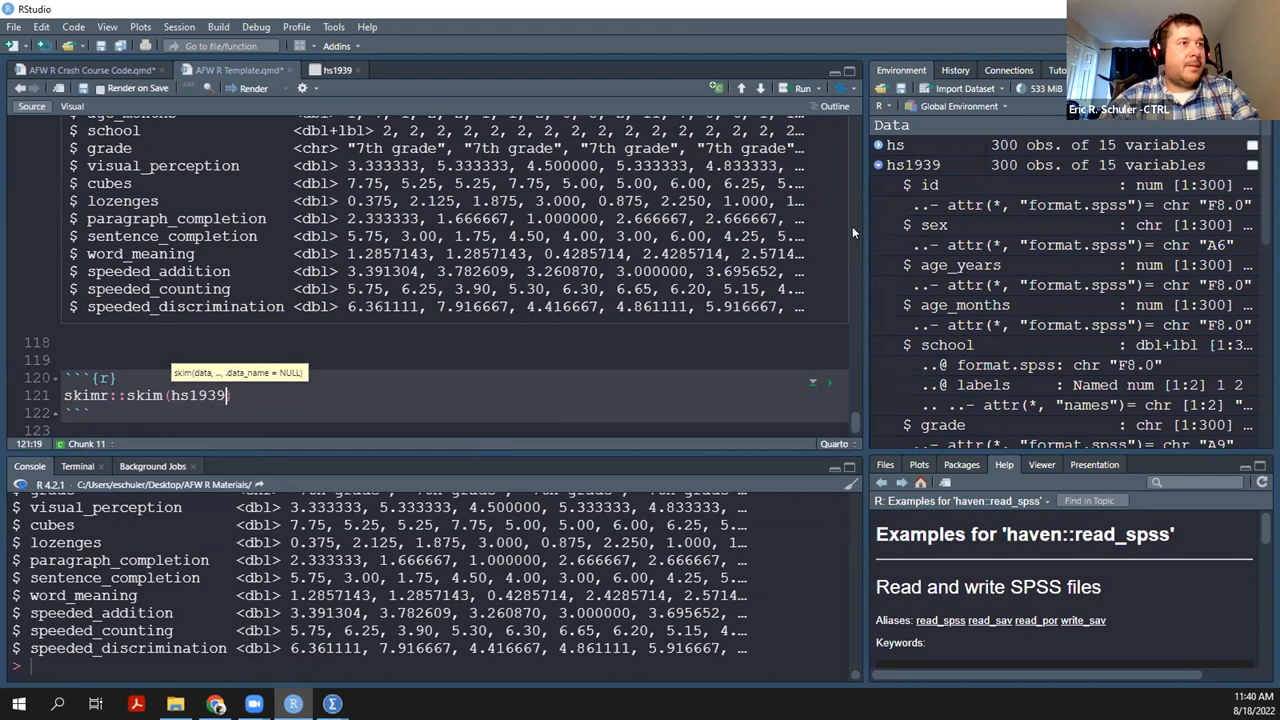 RStudio
File Edit Code View Plots Session Build Debug Profile Tools Help
Go to file/function Addins
AFW R Crash Course Code.qmd* × AFW R Template.qmd* × hs1939 ×
Render on Save Render Run
Source Visual Outline
$ school <dbl+lbl> 2, 2, 2, 2, 2, 2, 2, 2, 2, 2, 2, 2, 2…
$ grade <chr> "7th grade", "7th grade", "7th grade", "7th grade"…
$ visual_perception <dbl> 3.333333, 5.333333, 4.500000, 5.333333, 4.833333,…
$ cubes <dbl> 7.75, 5.25, 5.25, 7.75, 5.00, 5.00, 6.00, 6.25, 5.…
$ lozenges <dbl> 0.375, 2.125, 1.875, 3.000, 0.875, 2.250, 1.000, 1…
$ paragraph_completion <dbl> 2.333333, 1.666667, 1.000000, 2.666667, 2.666667,…
$ sentence_completion <dbl> 5.75, 3.00, 1.75, 4.50, 4.00, 3.00, 6.00, 4.25, 5.…
$ word_meaning <dbl> 1.2857143, 1.2857143, 0.4285714, 2.4285714, 2.5714…
$ speeded_addition <dbl> 3.391304, 3.782609, 3.260870, 3.000000, 3.695652,…
$ speeded_counting <dbl> 5.75, 6.25, 3.90, 5.30, 6.30, 6.65, 6.20, 5.15, 4.…
$ speeded_discrimination <dbl> 6.361111, 7.916667, 4.416667, 4.861111, 5.916667,…
118
119
skim(data, ..., .data_name = NULL)
120 ```{r}
121 skimr::skim(hs1939)
122 ```
123
121:19 Chunk 11 Quarto
Console Terminal × Background Jobs ×
R 4.2.1 · C:/Users/eschuler/Desktop/AFW R Materials/
$ visual_perception <dbl> 3.333333, 5.333333, 4.500000, 5.333333, 4.833333,…
$ cubes <dbl> 7.75, 5.25, 5.25, 7.75, 5.00, 5.00, 6.00, 6.25, 5.…
$ lozenges <dbl> 0.375, 2.125, 1.875, 3.000, 0.875, 2.250, 1.000, 1…
$ paragraph_completion <dbl> 2.333333, 1.666667, 1.000000, 2.666667, 2.666667,…
$ sentence_completion <dbl> 5.75, 3.00, 1.75, 4.50, 4.00, 3.00, 6.00, 4.25, 5.…
$ word_meaning <dbl> 1.2857143, 1.2857143, 0.4285714, 2.4285714, 2.5714…
$ speeded_addition <dbl> 3.391304, 3.782609, 3.260870, 3.000000, 3.695652,…
$ speeded_counting <dbl> 5.75, 6.25, 3.90, 5.30, 6.30, 6.65, 6.20, 5.15, 4.…
$ speeded_discrimination <dbl> 6.361111, 7.916667, 4.416667, 4.861111, 5.916667,…
>
Eric R. Schuler - CTRL
Environment History Connections Tuto
Import Dataset 533 MiB
R Global Environment
Data
hs 300 obs. of 15 variables
hs1939 300 obs. of 15 variables
$ id : num [1:300] …
..- attr(*, "format.spss")= chr "F8.0"
$ sex : chr [1:300] …
..- attr(*, "format.spss")= chr "A6"
$ age_years : num [1:300] …
..- attr(*, "format.spss")= chr "F8.0"
$ age_months : num [1:300] …
..- attr(*, "format.spss")= chr "F8.0"
$ school : dbl+lbl [1:3…
..@ format.spss: chr "F8.0"
..@ labels : Named num [1:2] 1 2
.. ..- attr(*, "names")= chr [1:2] "…
$ grade : chr [1:300] …
..- attr(*, "format.spss")= chr "A9"
Files Plots Packages Help Viewer Presentation
R: Examples for 'haven::read_spss' Find in Topic
Examples for 'haven::read_spss'
Read and write SPSS files
Aliases: read_spss read_sav read_por write_sav
Keywords:
11:40 AM
8/18/2022